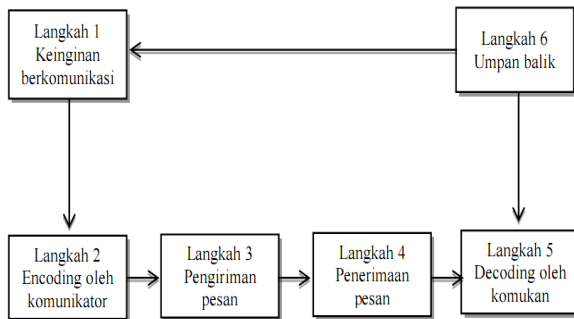 Langkah 1
Keinginan
berkomunikasi
Langkah 6
Umpan balik
Langkah 2
Encoding oleh
komunikator
Langkah 3
Pengiriman
pesan
Langkah 4
Penerimaan
pesan
Langkah 5
Decoding oleh
komukan